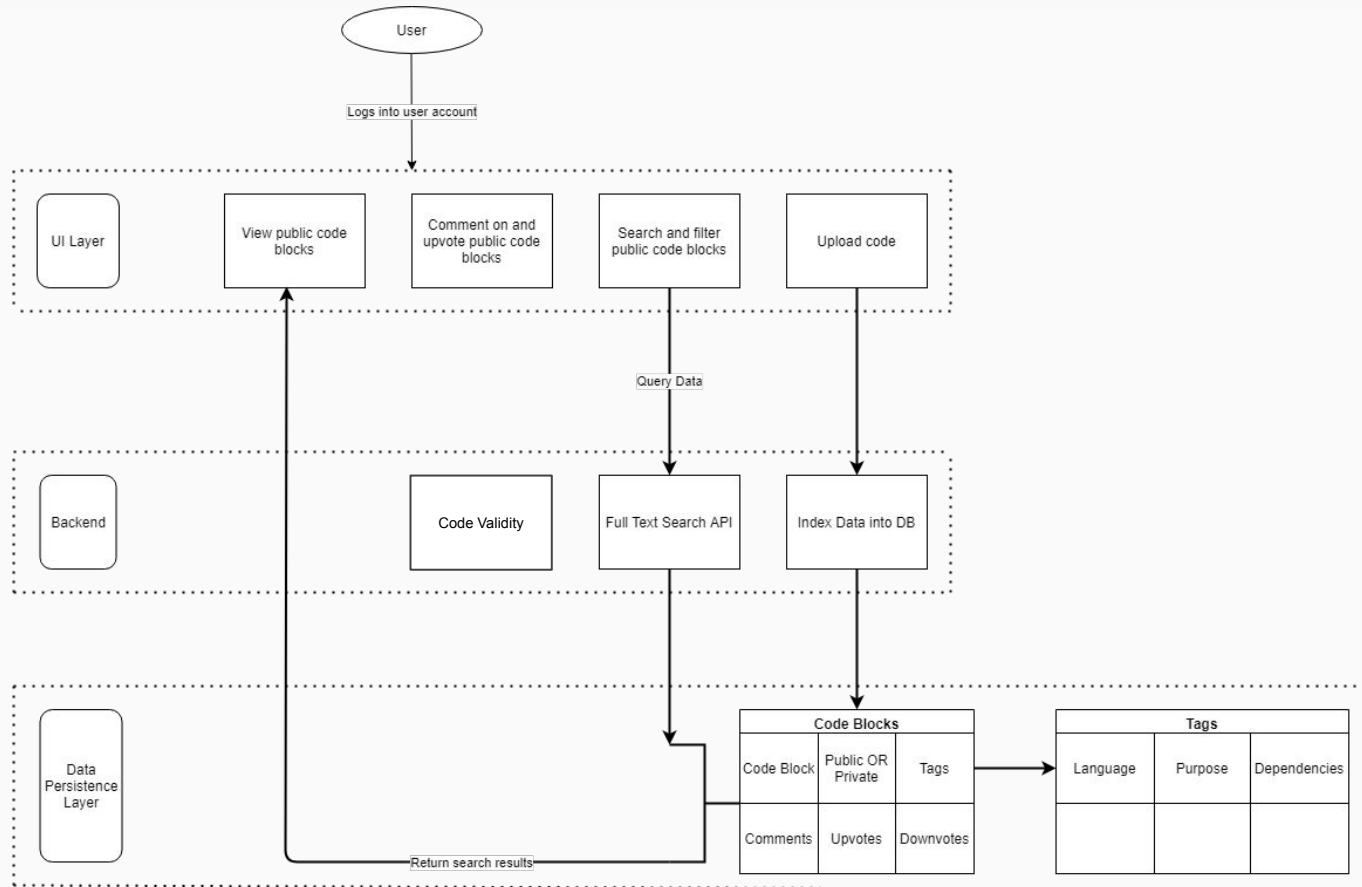 User
Logs into user account
UI Layer
View public code
blocks
Comment on and
upvote public code
blocks
Search and filter
public code blocks
Upload code
Query Data
Backend
Code Validity
Full Text Search API
Index Data into DB
Data
Persistence
Layer
Code Blocks
Code Block
Public OR
Private
Tags
Comments
Upvotes
Downvotes
Tags
Language
Purpose
Dependencies
Return search results